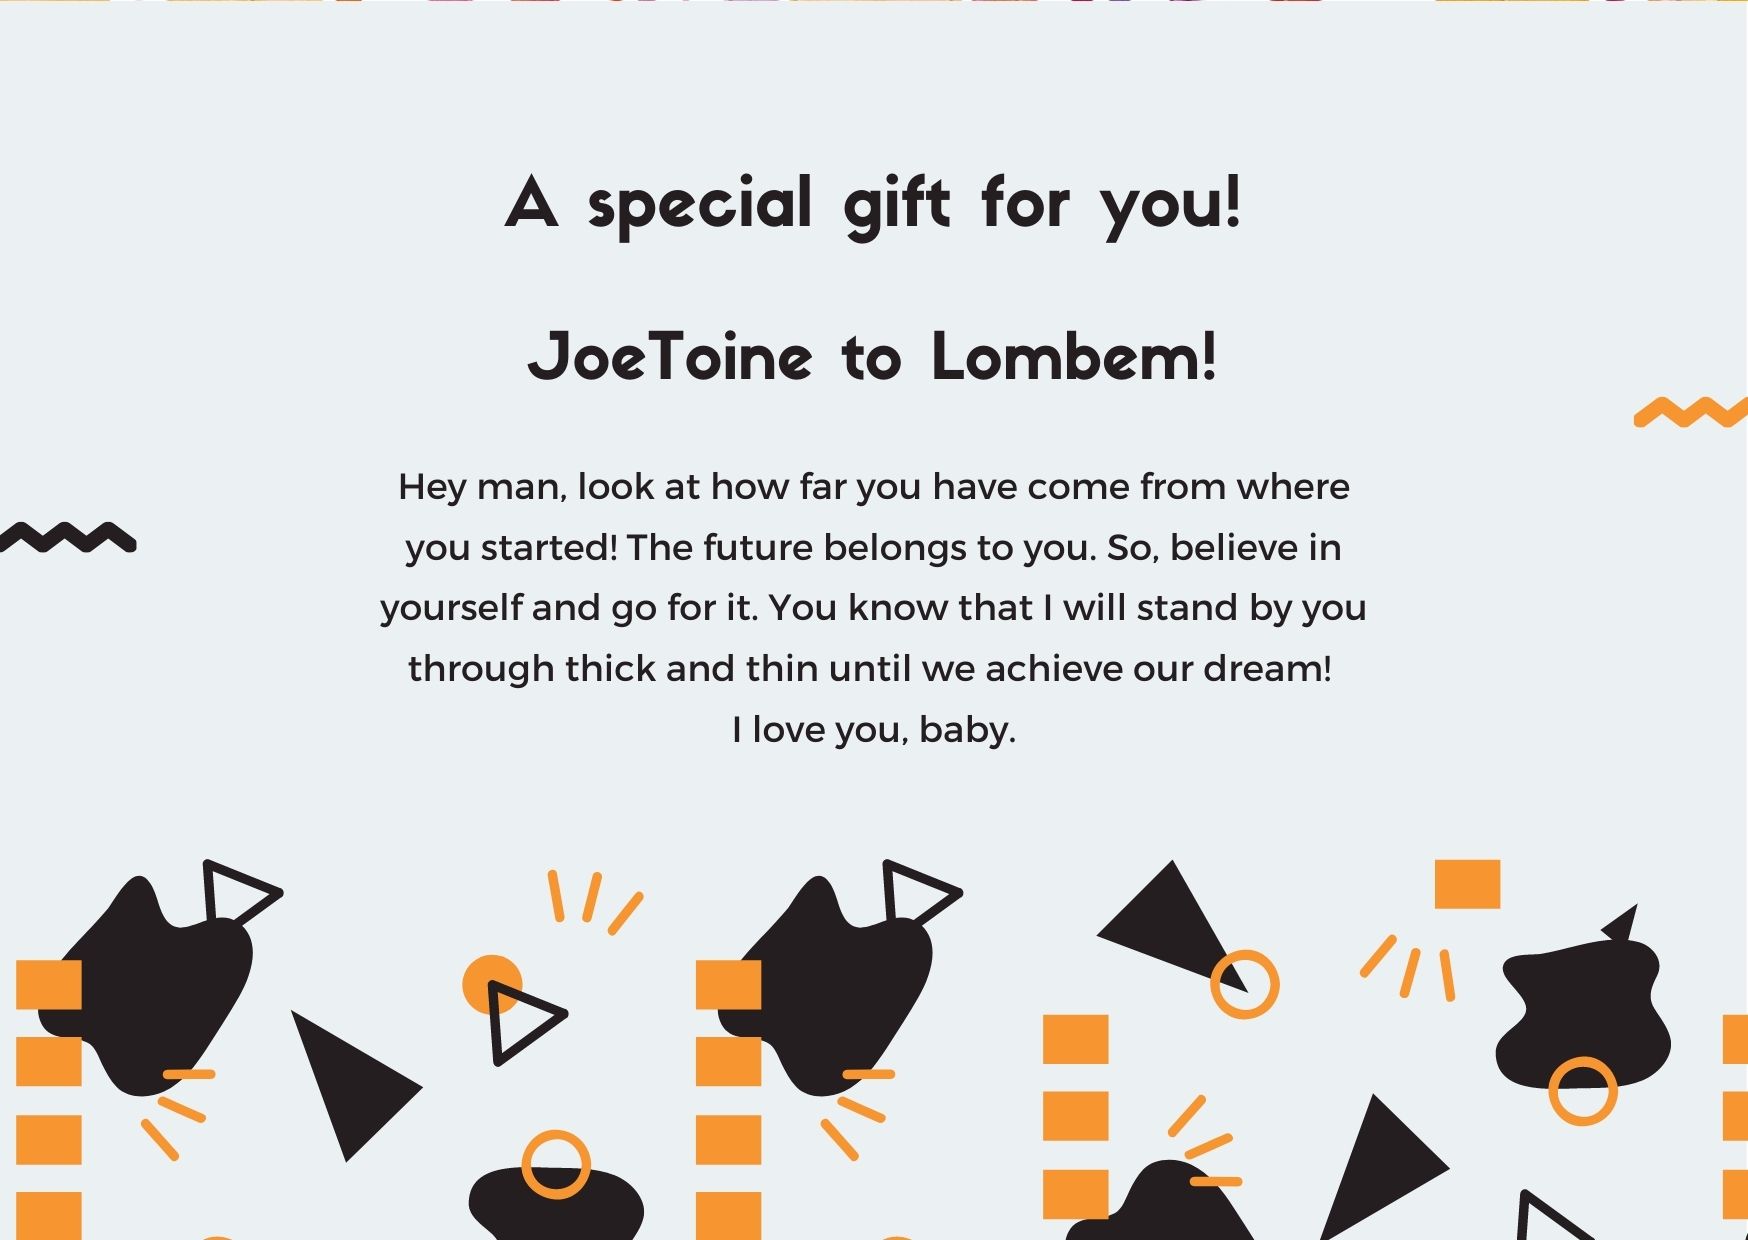 A special gift for you!
JoeToine to Lombem!
Hey man, look at how far you have come from where
you started! The future belongs to you. So, believe in
yourself and go for it. You know that I will stand by you
through thick and thin until we achieve our dream!
I love you, baby.